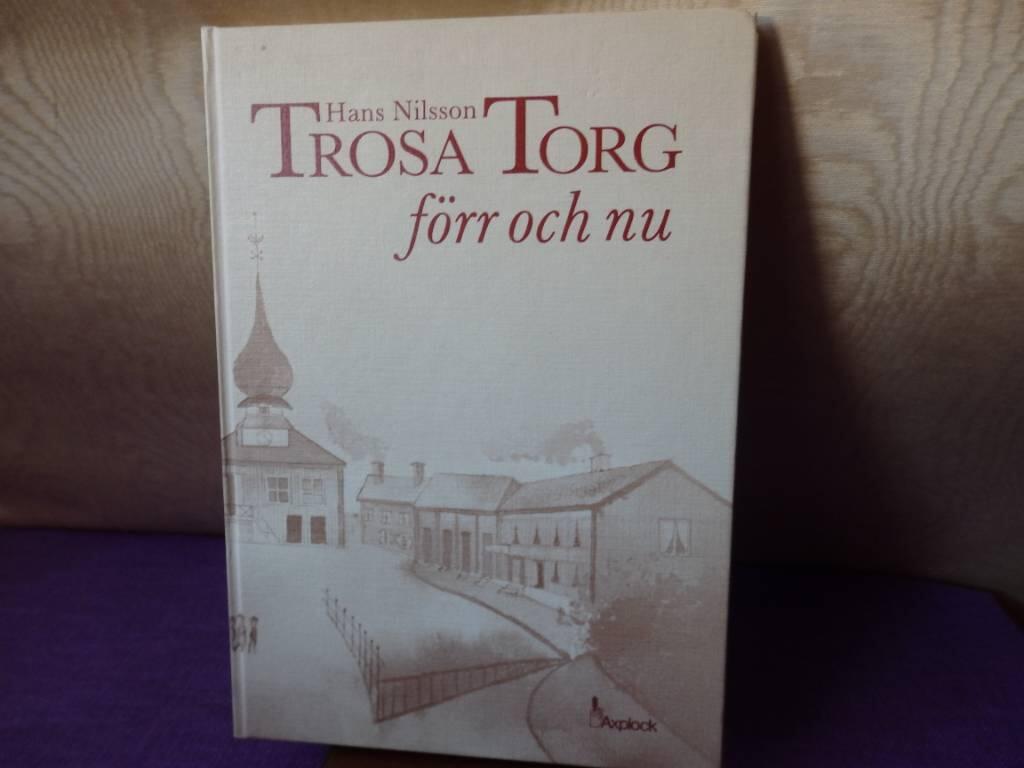 Hans Nilsson
TROSA TORG
förr och nu
Axplock